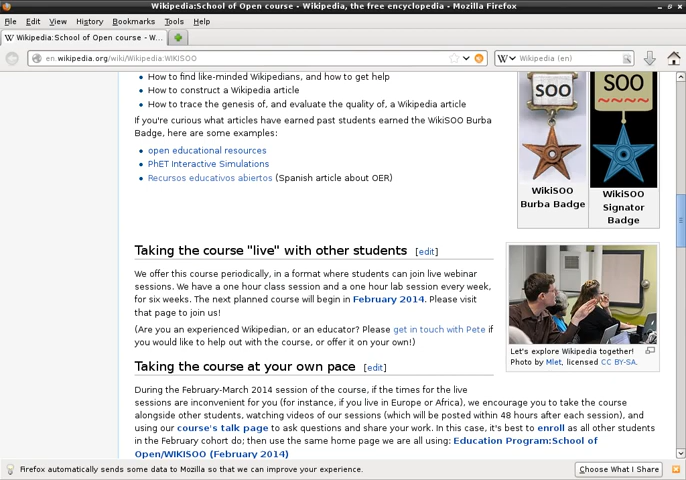 Wikipedia:School of Open course - Wikipedia, the free encyclopedia - Mozilla Firefox
File Edit View History Bookmarks Tools Help
Wikipedia:School of Open course - W...
en.wikipedia.org/wiki/Wikipedia:WIKISOO
Wikipedia (en)
How to find like-minded Wikipedians, and how to get help
How to construct a Wikipedia article
How to trace the genesis of, and evaluate the quality of, a Wikipedia article
If you're curious what articles have earned past students earned the WikiSOO Burba
Badge, here are some examples:
open educational resources
PhET Interactive Simulations
Recursos educativos abiertos (Spanish article about OER)
SOO
SOO
WikiSOO
Burba Badge
WikiSOO
Signator
Badge
Taking the course "live" with other students [edit]
We offer this course periodically, in a format where students can join live webinar
sessions. We have a one hour class session and a one hour lab session every week,
for six weeks. The next planned course will begin in February 2014. Please visit
that page to join us!
(Are you an experienced Wikipedian, or an educator? Please get in touch with Pete if
you would like to help out with the course, or offer it on your own!)
Let's explore Wikipedia together!
Photo by Mlet, licensed CC BY-SA.
Taking the course at your own pace [edit]
During the February-March 2014 session of the course, if the times for the live
sessions are inconvenient for you (for instance, if you live in Europe or Africa), we encourage you to take the course
alongside other students, watching videos of our sessions (which will be posted within 48 hours after each session), and
using our course's talk page to ask questions and share your work. In this case, it's best to enroll as all other students
in the February cohort do; then use the same home page we are all using: Education Program:School of
Open/WIKISOO (February 2014)
Firefox automatically sends some data to Mozilla so that we can improve your experience.
Choose What I Share